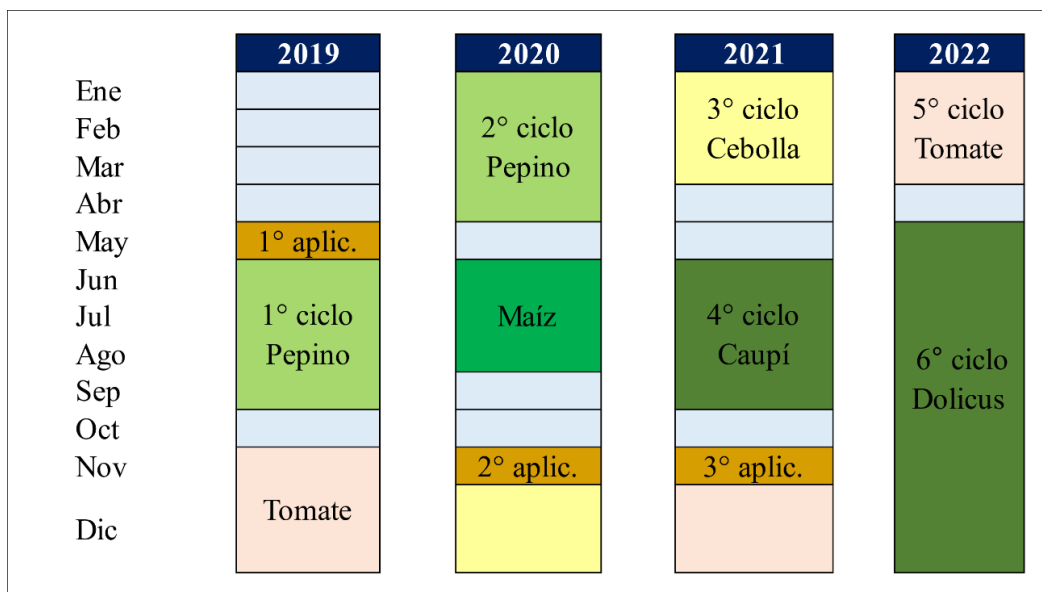 2019 2020 2021 2022
Ene
Feb
Mar
Abr
May
Jun
Jul
Ago
Sep
Oct
Nov
Dic
1° aplic.
1° ciclo
Pepino
Tomate
2° ciclo
Pepino
Maíz
2° aplic.
3° ciclo
Cebolla
4° ciclo
Caupí
3° aplic.
5° ciclo
Tomate
6° ciclo
Dolicus